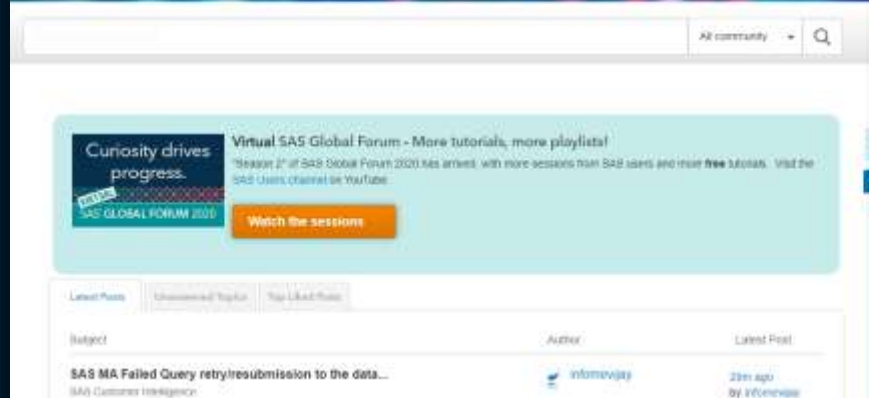 All community
Curiosity drives
progress.
VIRTUAL
SAS GLOBAL FORUM 2020
Virtual SAS Global Forum - More tutorials, more playlists!
"Season 2" of SAS Global Forum 2020 has arrived, with more sessions from SAS users and more free tutorials. Visit the
SAS Users channel on YouTube.
Watch the sessions
Latest Posts Unanswered Topics Top Liked Posts
Subject Author Latest Post
SAS MA Failed Query retry/resubmission to the data... infomevijay ago
SAS Customer Intelligence by infomevijay